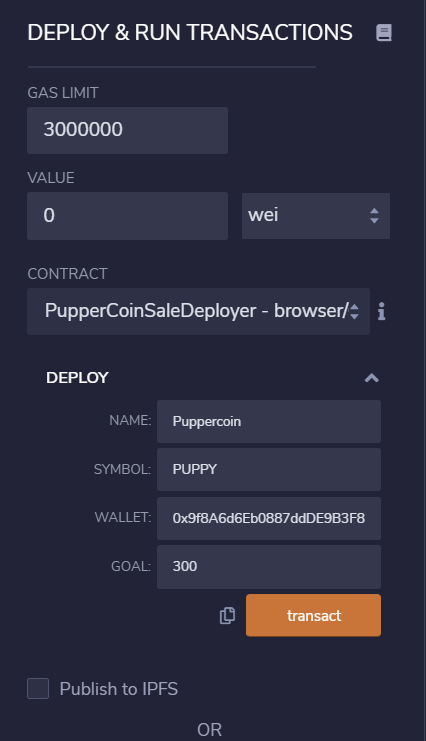 DEPLOY & RUN TRANSACTIONS
GAS LIMIT
3000000
VALUE
0
wei
CONTRACT
PupperCoinSaleDeployer - browser/
DEPLOY
NAME: Puppercoin
SYMBOL: PUPPY
WALLET: 0x9f8A6d6Eb0887ddDE9B3F8
GOAL: 300
transact
Publish to IPFS
OR